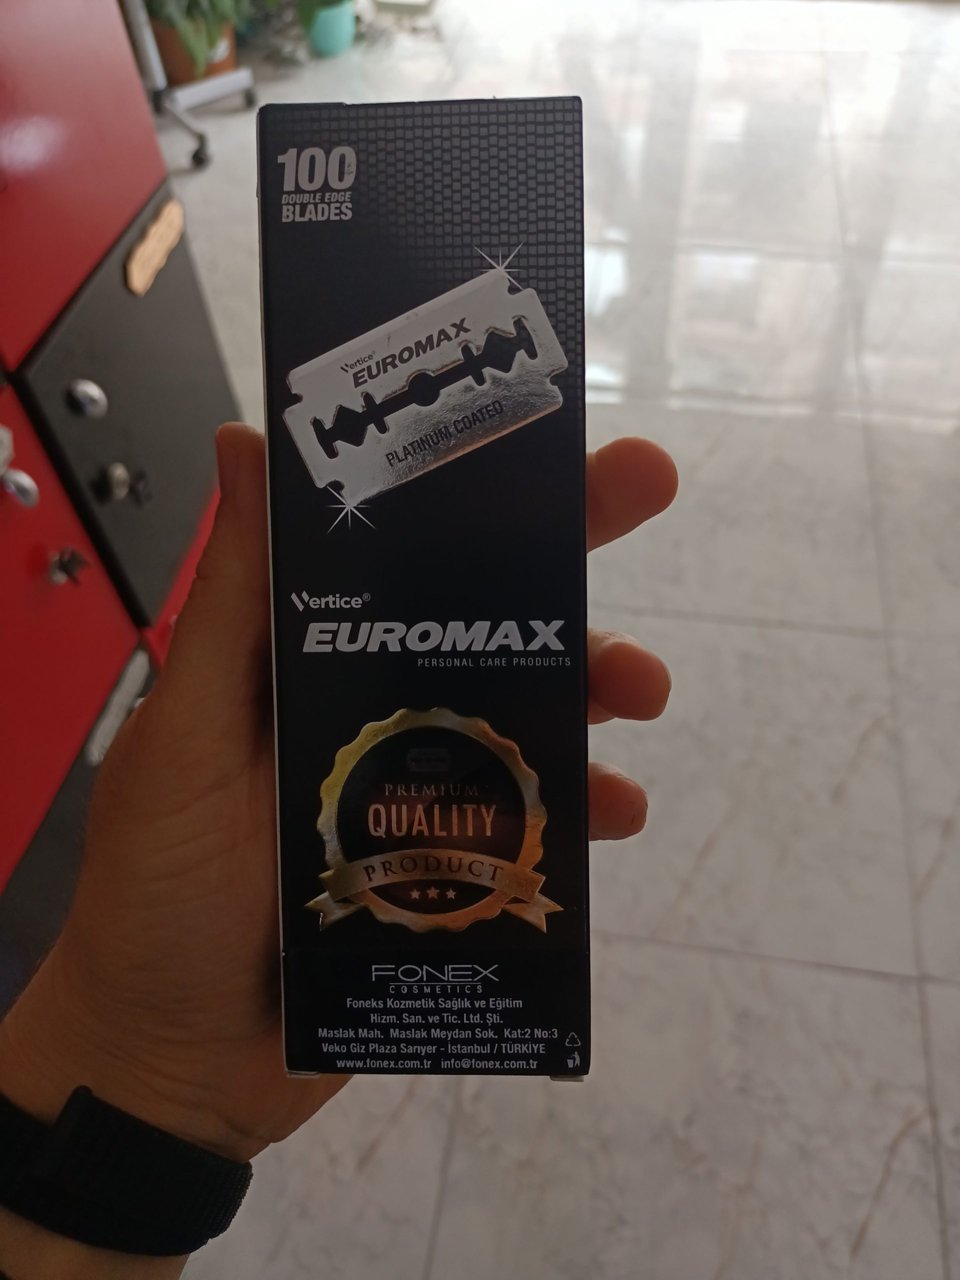 100
DOUBLE EDGE
BLADES
Vertice®
EUROMAX
PLATINUM COATED
Vertice®
EUROMAX
PERSONAL CARE PRODUCTS
PREMIUM
QUALITY
PRODUCT
FONEX
COSMETICS
Foneks Kozmetik Sağlık ve Eğitim
Hizm. San. ve Tic. Ltd. Şti.
Maslak Mah. Maslak Meydan Sok. Kat:2 No:3
Veko Giz Plaza Sarıyer - İstanbul / TÜRKİYE
www.fonex.com.tr info@fonex.com.tr